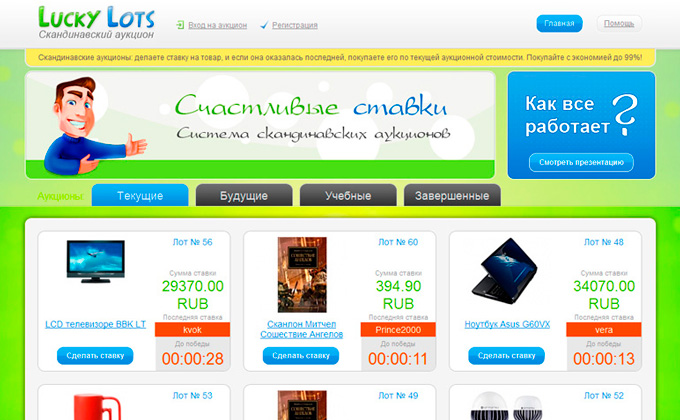 Lucky Lots
Скандинавский аукцион
Вход на аукцион
Регистрация
Главная
Помощь
Скандинавские аукционы: делаете ставку на товар, и если она оказалась последней, покупаете его по текущей аукционной стоимости. Покупайте с экономией до 99%!
Счастливые ставки
Система скандинавских аукционов
Как все
работает ?
Смотреть презентацию
Аукционы:
Текущие
Будущие
Учебные
Завершенные
Лот № 56
Сумма ставки
29370.00
RUB
Последняя ставка
LCD телевизоре BBK LT
kvok
До победы
Сделать ставку
00:00:28
Лот № 60
Сумма ставки
394.90
RUB
Последняя ставка
Сканлон Митчел
Сошествие Ангелов
Prince2000
До победы
Сделать ставку
00:00:11
Лот № 48
Сумма ставки
34070.00
RUB
Последняя ставка
Ноутбук Asus G60VX
vera
До победы
Сделать ставку
00:00:13
Лот № 53
Лот № 49
Лот № 52